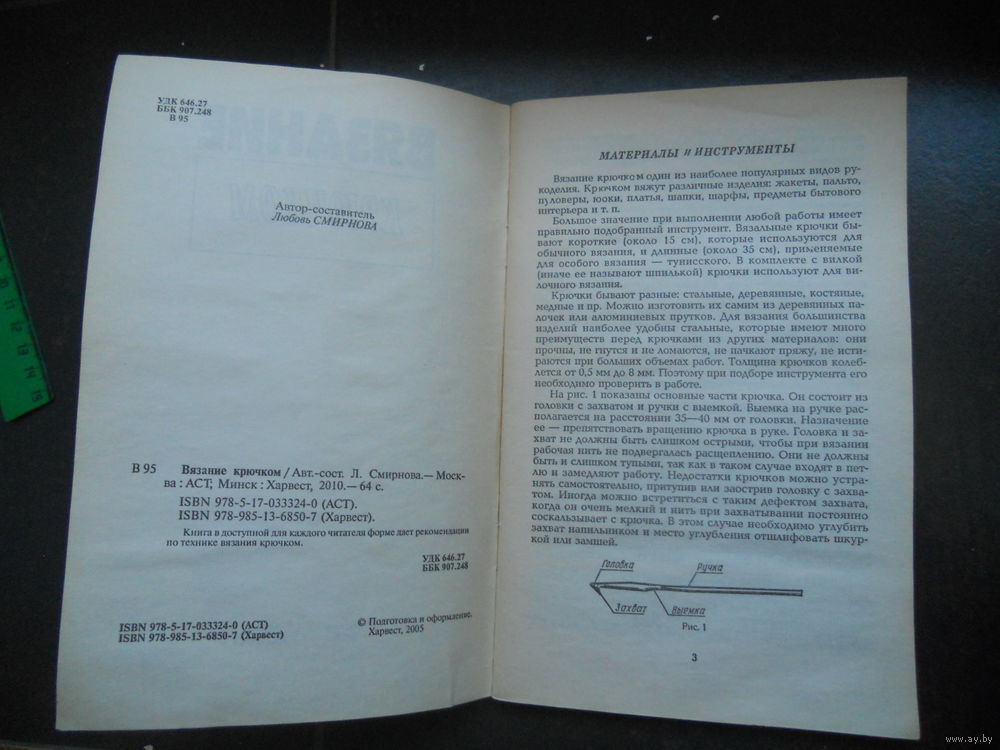 УДК 646.27
ББК 907.248
В 95
Автор-составитель
Любовь СМИРНОВА
В 95 Вязание крючком / Авт.-сост. Л. Смирнова.— Моск-
ва : АСТ, Минск : Харвест, 2010.— 64 с.
ISBN 978-5-17-033324-0 (АСТ).
ISBN 978-985-13-6850-7 (Харвест).
Книга в доступной для каждого читателя форме дает рекомендации
по технике вязания крючком.
УДК 646.27
ББК 907.248
ISBN 978-5-17-033324-0 (АСТ)
ISBN 978-985-13-6850-7 (Харвест)
© Подготовка и оформление.
Харвест, 2005
МАТЕРИАЛЫ И ИНСТРУМЕНТЫ
Вязание крючком один из наиболее популярных видов ру-
коделия. Крючком вяжут различные изделия: жакеты, пальто,
пуловеры, юбки, платья, шапки, шарфы, предметы бытового
интерьера и т. п.
Большое значение при выполнении любой работы имеет
правильно подобранный инструмент. Вязальные крючки бы-
вают короткие (около 15 см), которые используются для
обычного вязания, и длинные (около 35 см), применяемые
для особого вязания — тунисского. В комплекте с вилкой
(иначе ее называют шпилькой) крючки используют для ви-
лочного вязания.
Крючки бывают разные: стальные, деревянные, костяные,
медные и пр. Можно изготовить их самим из деревянных па-
лочек или алюминиевых прутков. Для вязания большинства
изделий наиболее удобны стальные, которые имеют много
преимуществ перед крючками из других материалов: они
прочны, не гнутся и не ломаются, не пачкают пряжу, не исти-
раются при больших объемах работ. Толщина крючков колеб-
лется от 0,5 мм до 8 мм. Поэтому при подборе инструмента его
необходимо проверить в работе.
На рис. 1 показаны основные части крючка. Он состоит из
головки с захватом и ручки с выемкой. Выемка на ручке рас-
полагается на расстоянии 35—40 мм от головки. Назначение
ее — препятствовать вращению крючка в руке. Головка и за-
хват не должны быть слишком острыми, чтобы при вязании
рабочая нить не подвергалась расщеплению. Они не должны
быть и слишком тупыми, так как в таком случае входят в пет-
лю и замедляют работу. Недостатки крючков можно устра-
нять самостоятельно, притупив или заострив головку с захва-
том. Иногда можно встретиться с таким дефектом захвата,
когда он очень мелкий и нить при захватывании постоянно
соскальзывает с крючка. В этом случае необходимо углубить
захват напильником и место углубления отшлифовать шкур-
кой или замшей.
Головка Ручка
Захват Выемка
Рис. 1
3
10 11 12 13 14 15
www.ay.by